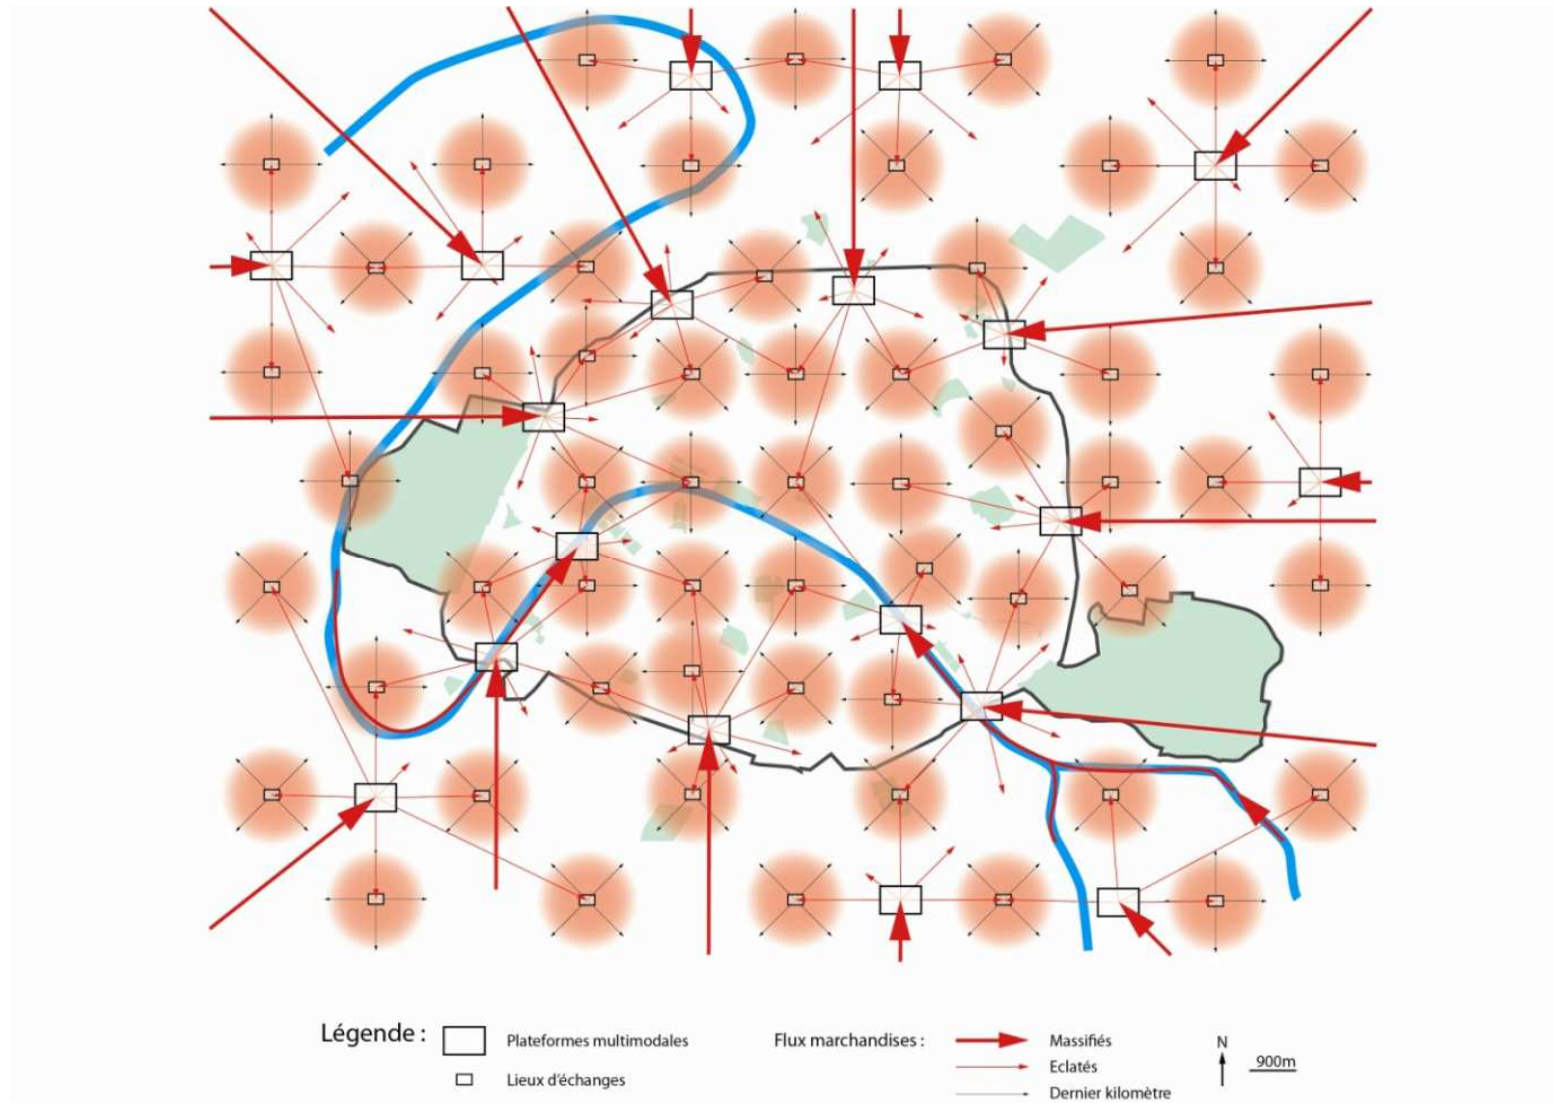 Légende :
Plateformes multimodales
Lieux d'échanges
Flux marchandises :
Massifiés
Eclatés
Dernier kilomètre
N
900m